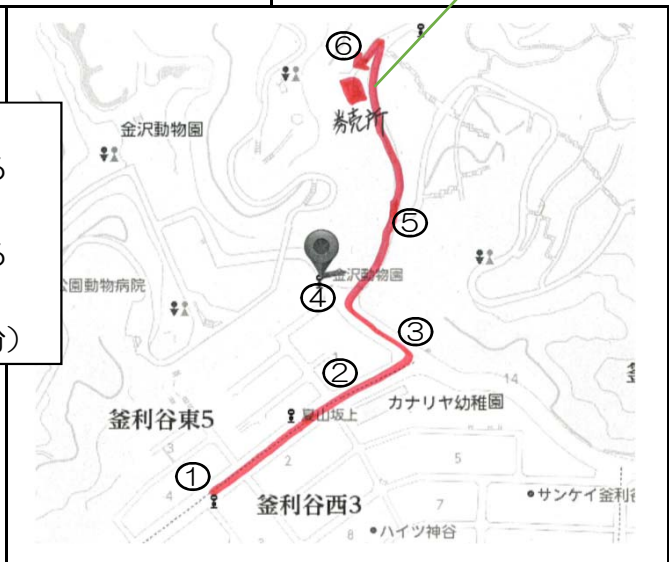 ⑥
券売所
金沢動物園
る
⑤
る
金沢動物園
公園動物病院
④
③
②
14
カナリヤ幼稚園
夏山坂上
釜利谷東5
3
2
5
①
4
釜利谷西3
7
サンケイ釜利谷
8
ハイツ神谷